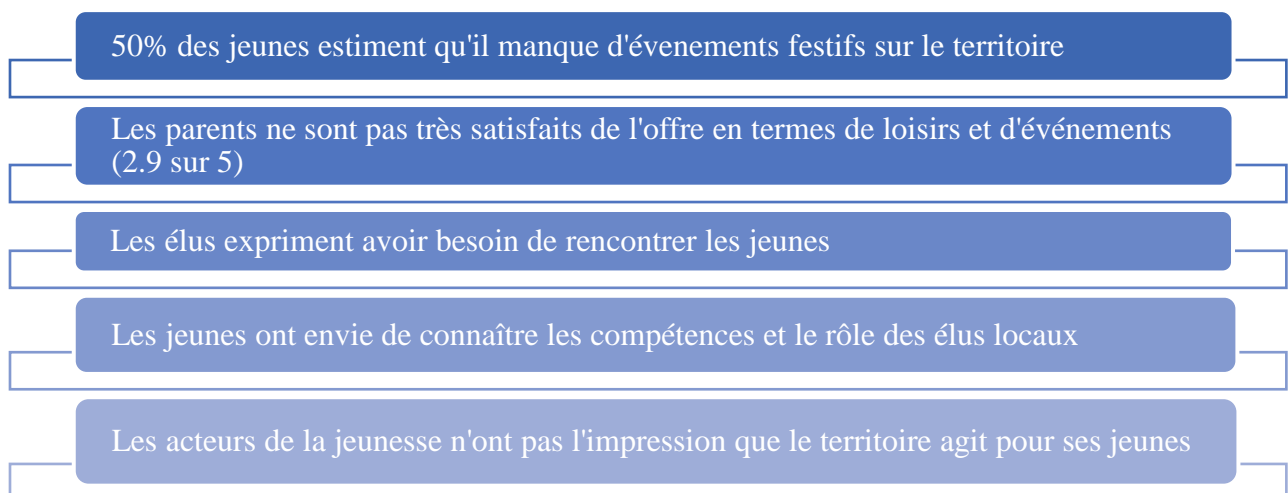 50% des jeunes estiment qu'il manque d'évenements festifs sur le territoire
Les parents ne sont pas très satisfaits de l'offre en termes de loisirs et d'événements
(2.9 sur 5)
Les élus expriment avoir besoin de rencontrer les jeunes
Les jeunes ont envie de connaître les compétences et le rôle des élus locaux
Les acteurs de la jeunesse n'ont pas l'impression que le territoire agit pour ses jeunes